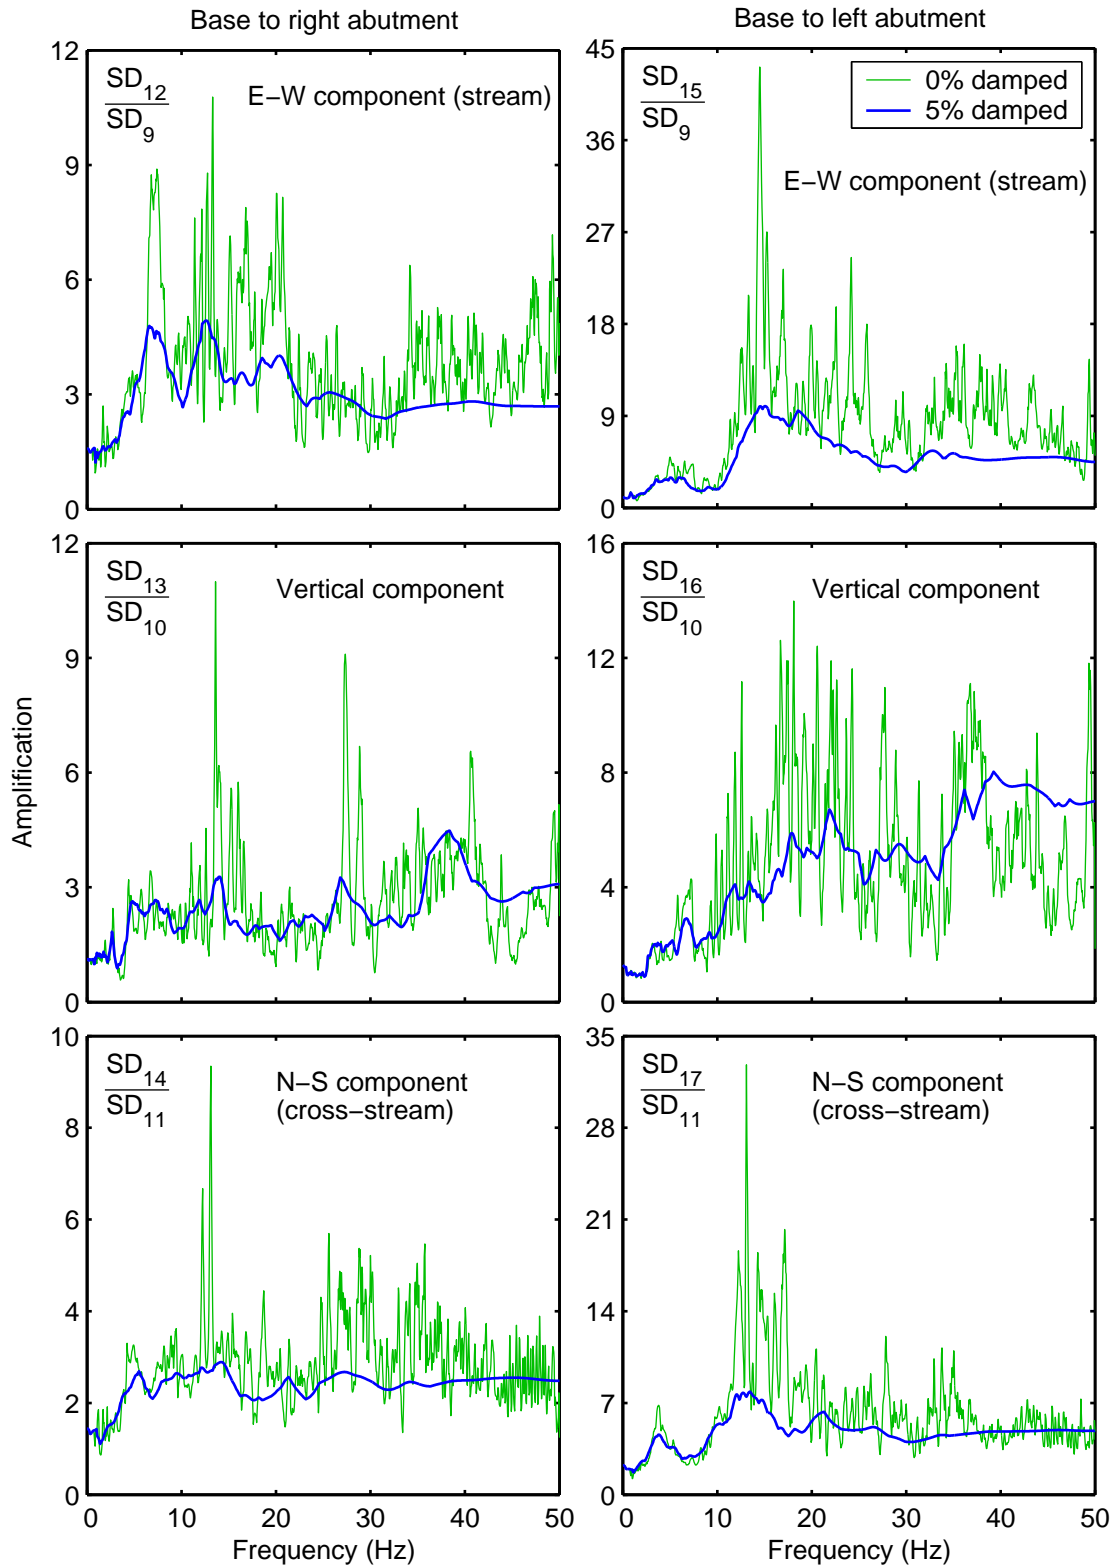 Base to right abutment
Base to left abutment
12
9
6
3
0
SD12
SD9
E−W component (stream)
45
36
27
18
9
0
SD15
SD9
0% damped
5% damped
E−W component (stream)
12
9
6
3
0
SD13
SD10
Vertical component
16
12
8
4
0
SD16
SD10
Vertical component
Amplification
10
8
6
4
2
0
SD14
SD11
N−S component
(cross−stream)
0 10 20 30 40 50
Frequency (Hz)
35
28
21
14
7
0
SD17
SD11
N−S component
(cross−stream)
0 10 20 30 40 50
Frequency (Hz)